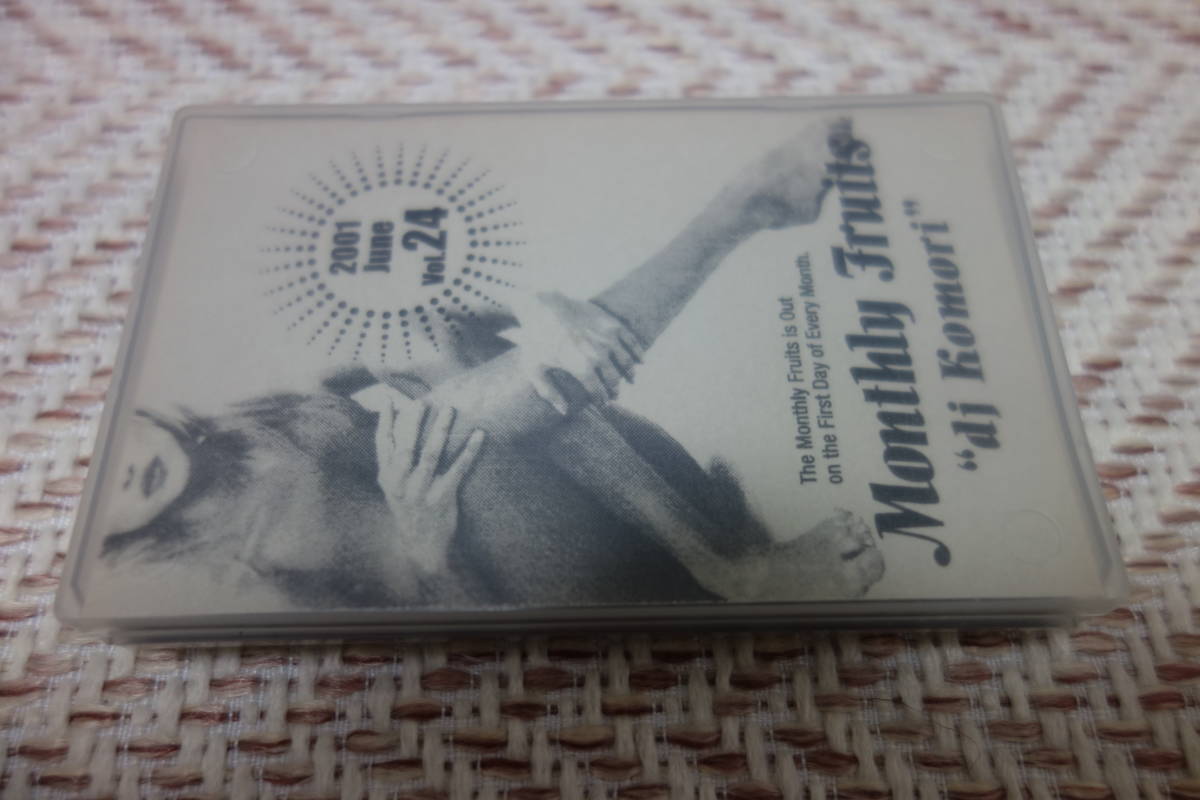 2001
June
Vol.24
The Monthly Fruits is Out
on the First Day of Every Month.
Monthly Fruits
"dj Komori"